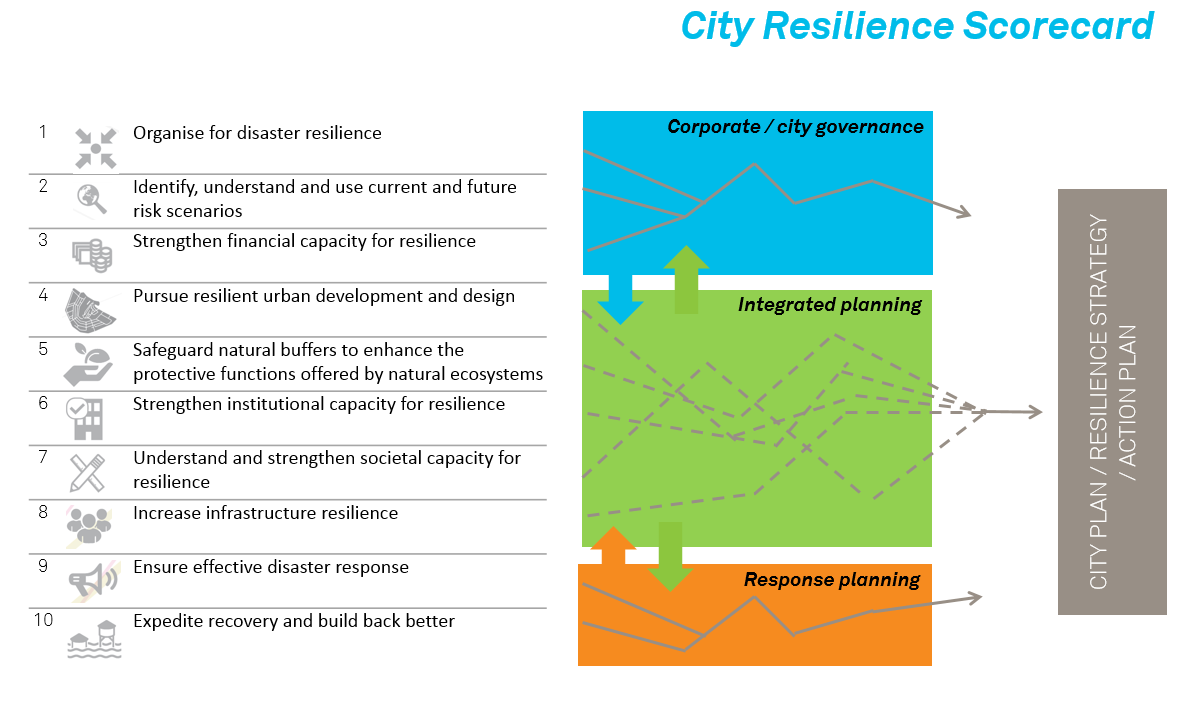 City Resilience Scorecard
1 Organise for disaster resilience
2 Identify, understand and use current and future
risk scenarios
3 Strengthen financial capacity for resilience
4 Pursue resilient urban development and design
5 Safeguard natural buffers to enhance the
protective functions offered by natural ecosystems
6 Strengthen institutional capacity for resilience
7 Understand and strengthen societal capacity for
resilience
8 Increase infrastructure resilience
9 Ensure effective disaster response
10 Expedite recovery and build back better
Corporate / city governance
Integrated planning
Response planning
CITY PLAN / RESILIENCE STRATEGY
/ ACTION PLAN